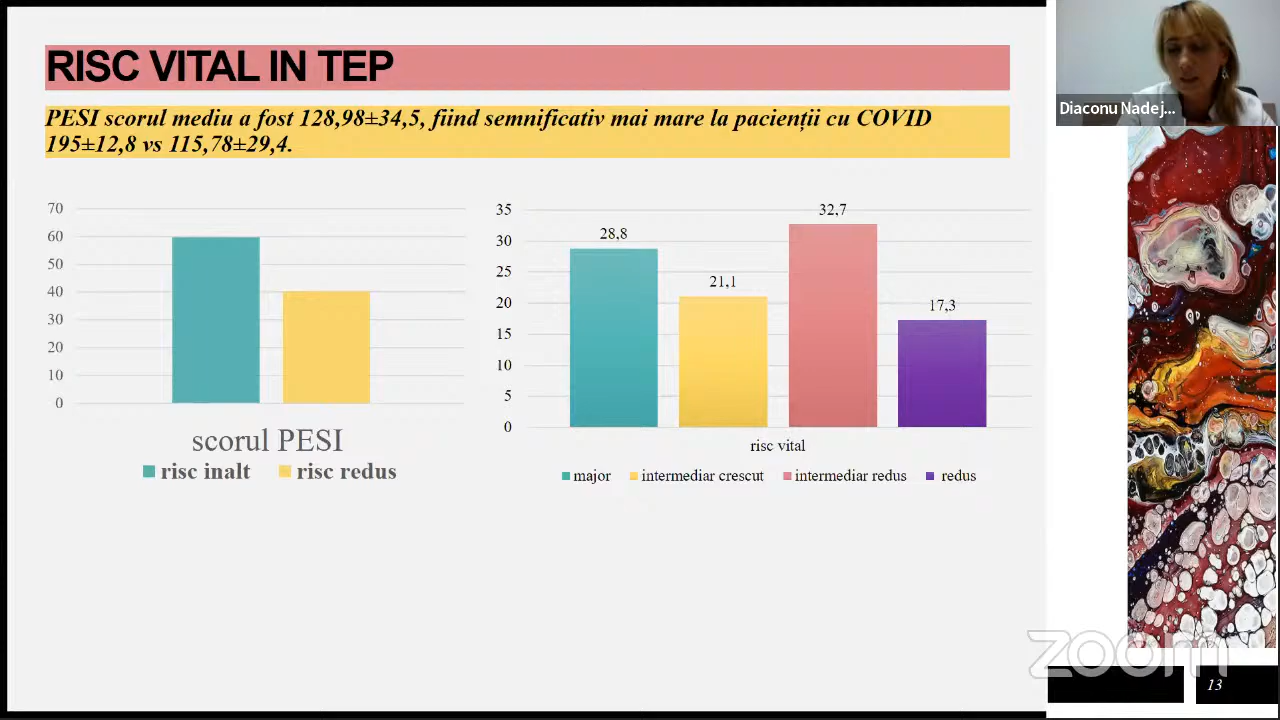 RISC VITAL IN TEP
PESI scorul mediu a fost 128,98±34,5, fiind semnificativ mai mare la pacienții cu COVID
195±12,8 vs 115,78±29,4.
70
60
50
40
30
20
10
0
scorul PESI
risc inalt risc redus
35
30
25
20
15
10
5
0
28,8
21,1
32,7
17,3
risc vital
major intermediar crescut intermediar redus redus
Diaconu Nadej...
zoom
13